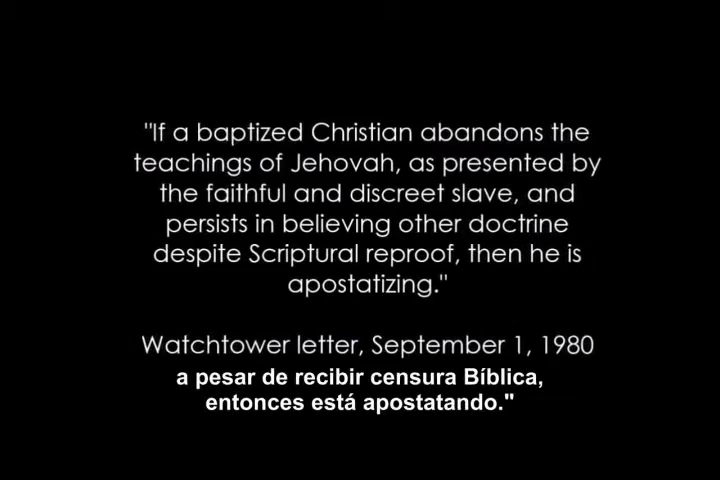 "If a baptized Christian abandons the
teachings of Jehovah, as presented by
the faithful and discreet slave, and
persists in believing other doctrine
despite Scriptural reproof, then he is
apostatizing."
Watchtower letter, September 1, 1980
a pesar de recibir censura Bíblica,
entonces está apostatando."